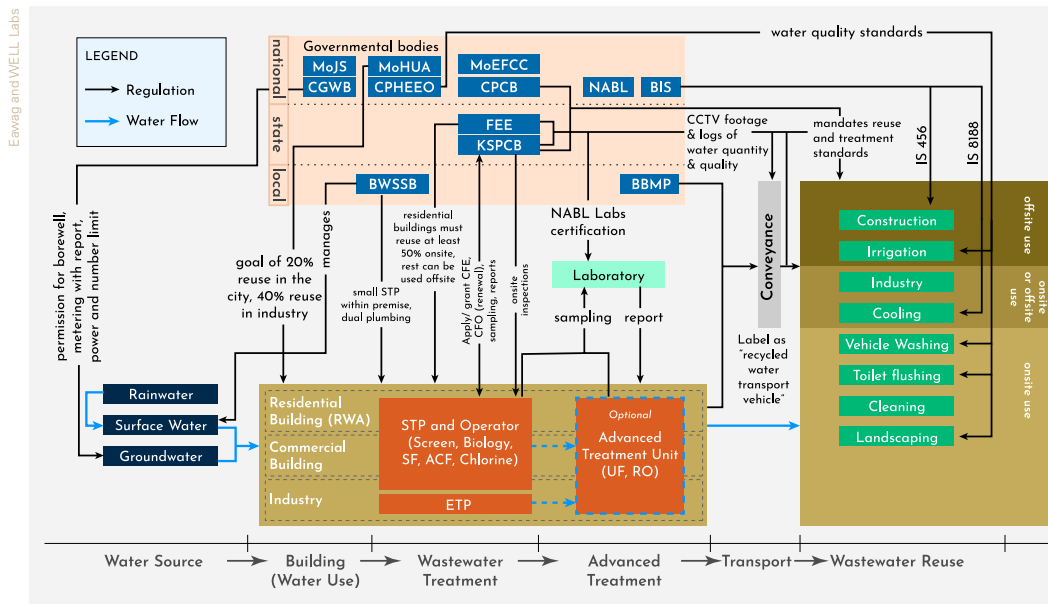 Eawag and WELL Labs
LEGEND
Regulation
Water Flow
national
state
local
Governmental bodies
MoJS
MoHUA
MoEFCC
CGWB
CPHEEO
CPCB
NABL
BIS
FEE
KSPCB
BWSSB
BBMP
water quality standards
CCTV footage
& logs of
water quantity
& quality
mandates reuse
and treatment
standards
IS 456
IS 8188
permission for borewell,
metering with report,
power and number limit
goal of 20%
reuse in the
city, 40% reuse
in industry
manages
small STP
within premise,
dual plumbing
residential
buildings must
reuse at least
50% onsite,
rest can be
used offsite
Apply/ grant CFE,
CFO (renewal),
sampling, reports
onsite
inspections
NABL Labs
certification
Laboratory
sampling
report
Conveyance
Label as
"recycled
water
transport
vehicle"
Rainwater
Surface Water
Groundwater
Residential
Building (RWA)
Commercial
Building
Industry
STP and Operator
(Screen, Biology,
SF, ACF, Chlorine)
ETP
Optional
Advanced
Treatment Unit
(UF, RO)
Construction
Irrigation
Industry
Cooling
Vehicle Washing
Toilet flushing
Cleaning
Landscaping
offsite use
onsite
or offsite
use
onsite use
Water Source
Building
(Water Use)
Wastewater
Treatment
Advanced
Treatment
Transport
Wastewater Reuse